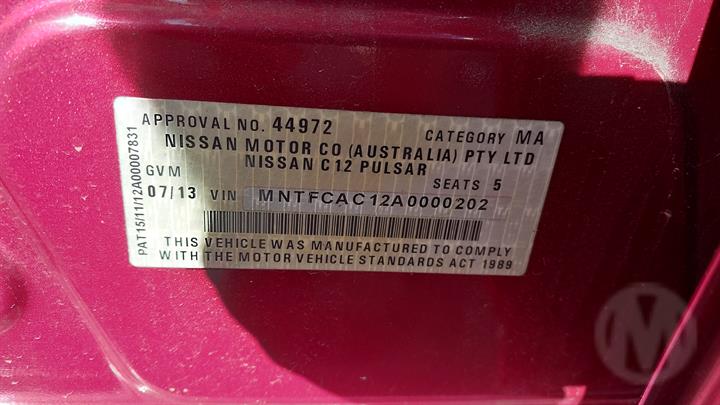 APPROVAL NO. 44972 CATEGORY MA
NISSAN MOTOR CO (AUSTRALIA) PTY LTD
NISSAN C12 PULSAR
GVM SEATS 5
07/13 VIN MNTFCAC12A0000202
THIS VEHICLE WAS MANUFACTURED TO COMPLY
WITH THE MOTOR VEHICLE STANDARDS ACT 1989
PAT15/11/12A00007831
M